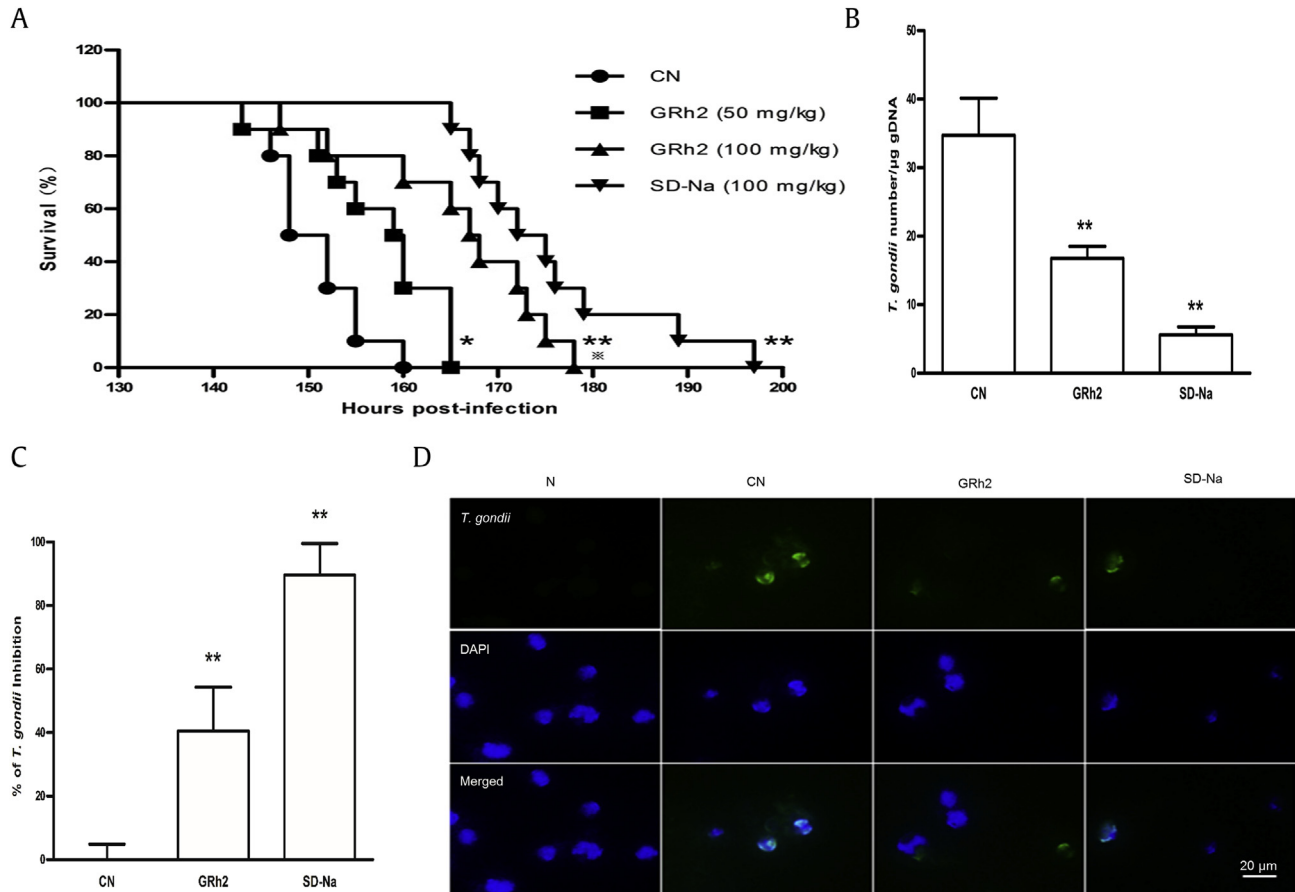 A
120
100
80
60
40
20
0
Survival (%)
130 140 150 160 170 180 190 200
Hours post-infection
CN
GRh2 (50 mg/kg)
GRh2 (100 mg/kg)
SD-Na (100 mg/kg)
*
**
※
**
B
50
40
30
20
10
0
T. gondii number/µg gDNA
**
**
CN GRh2 SD-Na
C
100
80
60
40
20
0
% of T. gondii Inhibition
**
**
CN GRh2 SD-Na
D
N CN GRh2 SD-Na
T. gondii
DAPI
Merged
20 µm